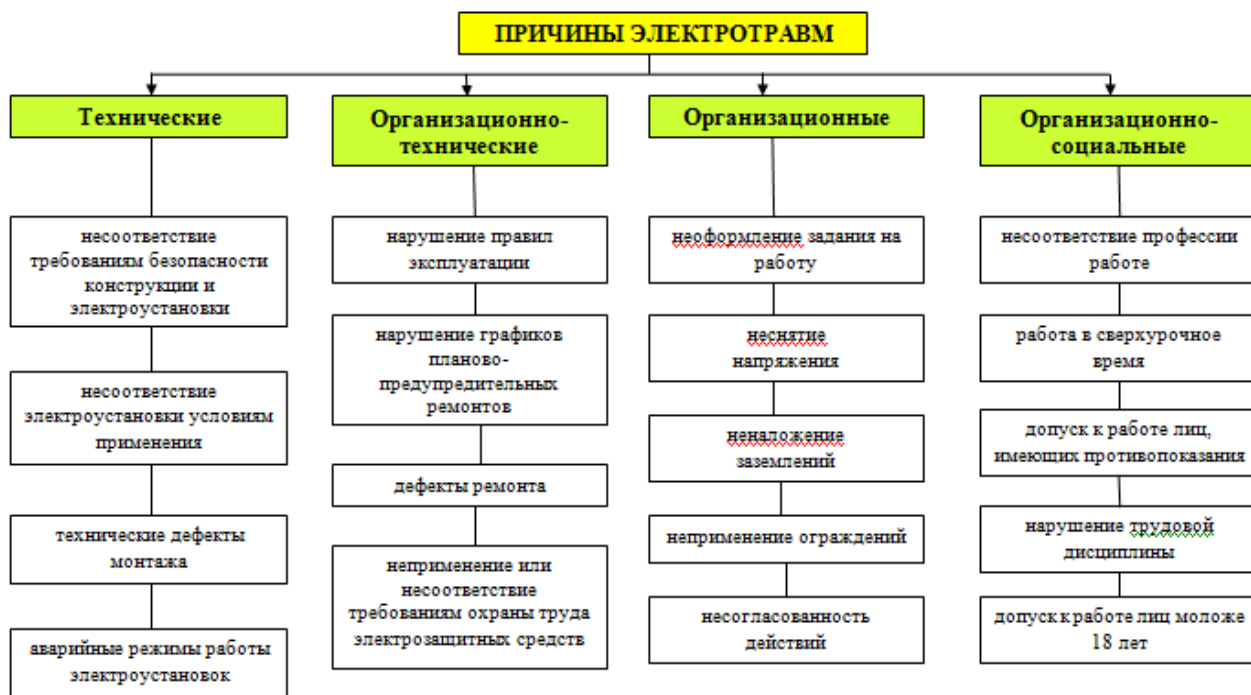 ПРИЧИНЫ ЭЛЕКТРОТРАВМ
Технические
несоответствие
требованиям безопасности
конструкции и
электроустановки
несоответствие
электроустановки условиям
применения
технические дефекты
монтажа
аварийные режимы работы
электроустановок
Организационно-
технические
нарушение правил
эксплуатации
нарушение графиков
планово-
предупредительных
ремонтов
дефекты ремонта
неприменение или
несоответствие
требованиям охраны труда
электрозащитных средств
Организационные
неоформление задания на
работу
неснятие
напряжения
неналожение
заземлений
неприменение ограждений
несогласованность
действий
Организационно-
социальные
несоответствие профессии
работе
работа в сверхурочное
время
допуск к работе лиц,
имеющих противопоказания
нарушение трудовой
дисциплины
допуск к работе лиц моложе
18 лет